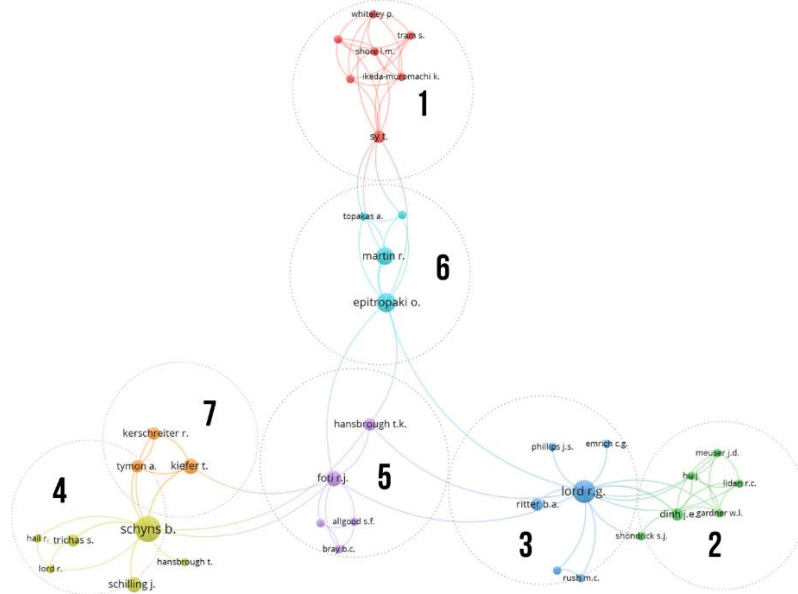 whiteley p.
tram s.
shore l.m.
ikeda-muromachi k.
1
sy t.
topakas a.
martin r.
6
epitropaki o.
7
kerschreiter r.
tymon a.
kiefer t.
hansbrough t.k.
5
foti r.j.
allgood s.f.
bray b.c.
4
schyns b.
hall r.
trichas s.
lord r.
hansbrough t.
schilling j.
phillips j.s.
emrich c.g.
lord r.g.
ritter b.a.
3
rush m.c.
meuser j.d.
hu j.
liden r.c.
dinh j.e.
gardner w.l.
shondrick s.j.
2